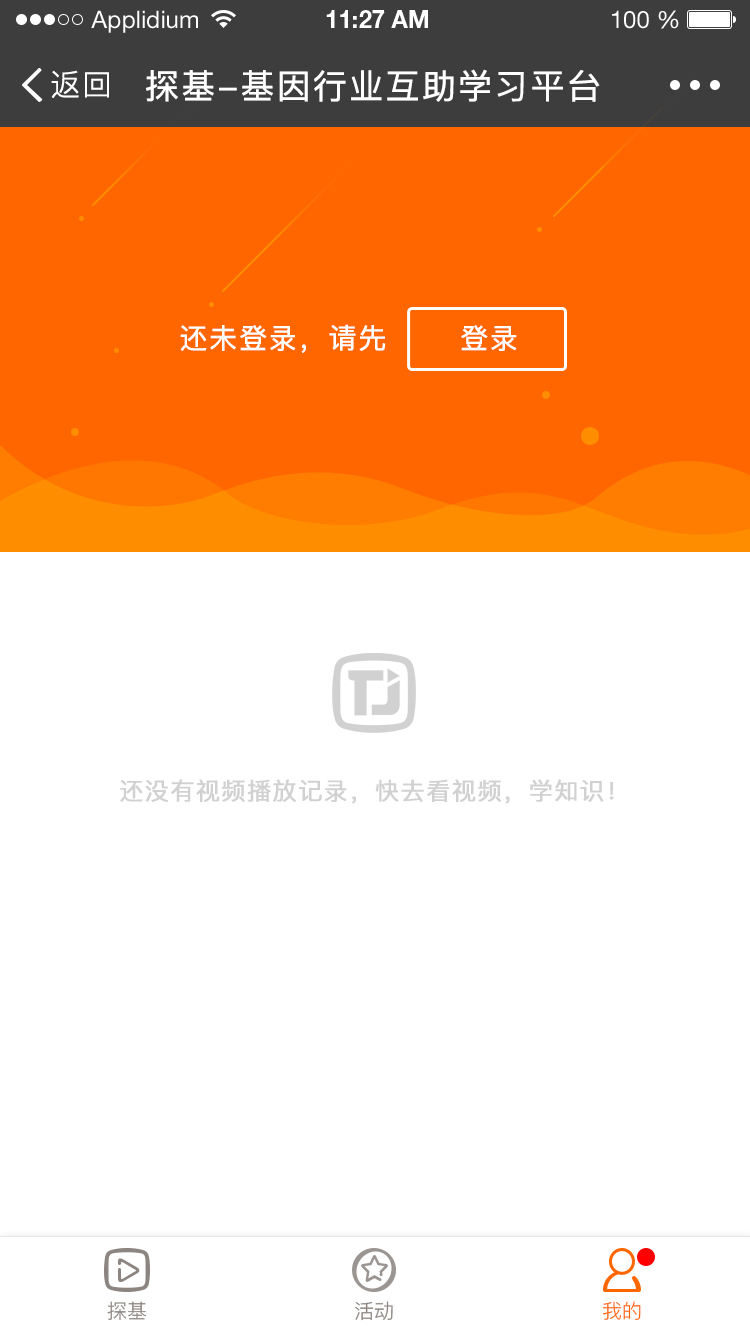 Applidium 11:27 AM 100 %
返回 探基–基因行业互助学习平台
还未登录，请先 登录
TJ
还没有视频播放记录，快去看视频，学知识！
探基 活动 我的